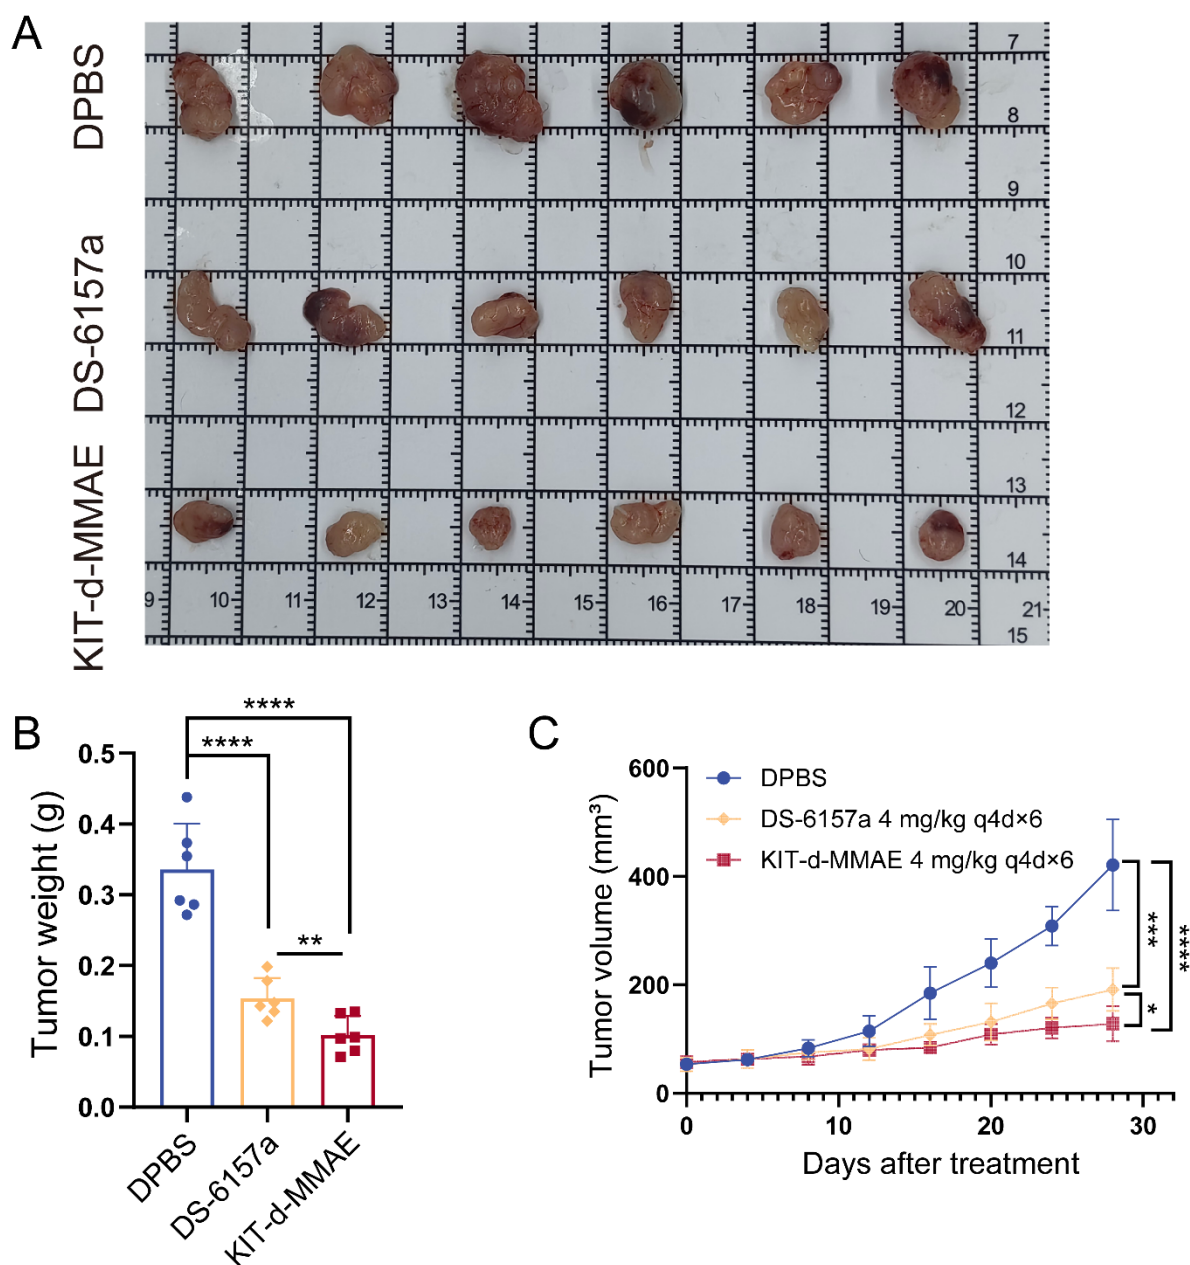 A
DPBS
DS-6157a
KIT-d-MMAE
7
8
9
10
11
12
13
14
9 10 11 12 13 14 15 16 17 18 19 20 21
15
B
****
****
**
Tumor weight (g)
0.5
0.4
0.3
0.2
0.1
0.0
DPBS
DS-6157a
KIT-d-MMAE
C
DPBS
DS-6157a 4 mg/kg q4d×6
KIT-d-MMAE 4 mg/kg q4d×6
Tumor volume (mm³)
600
400
200
0
***
****
*
0 10 20 30
Days after treatment